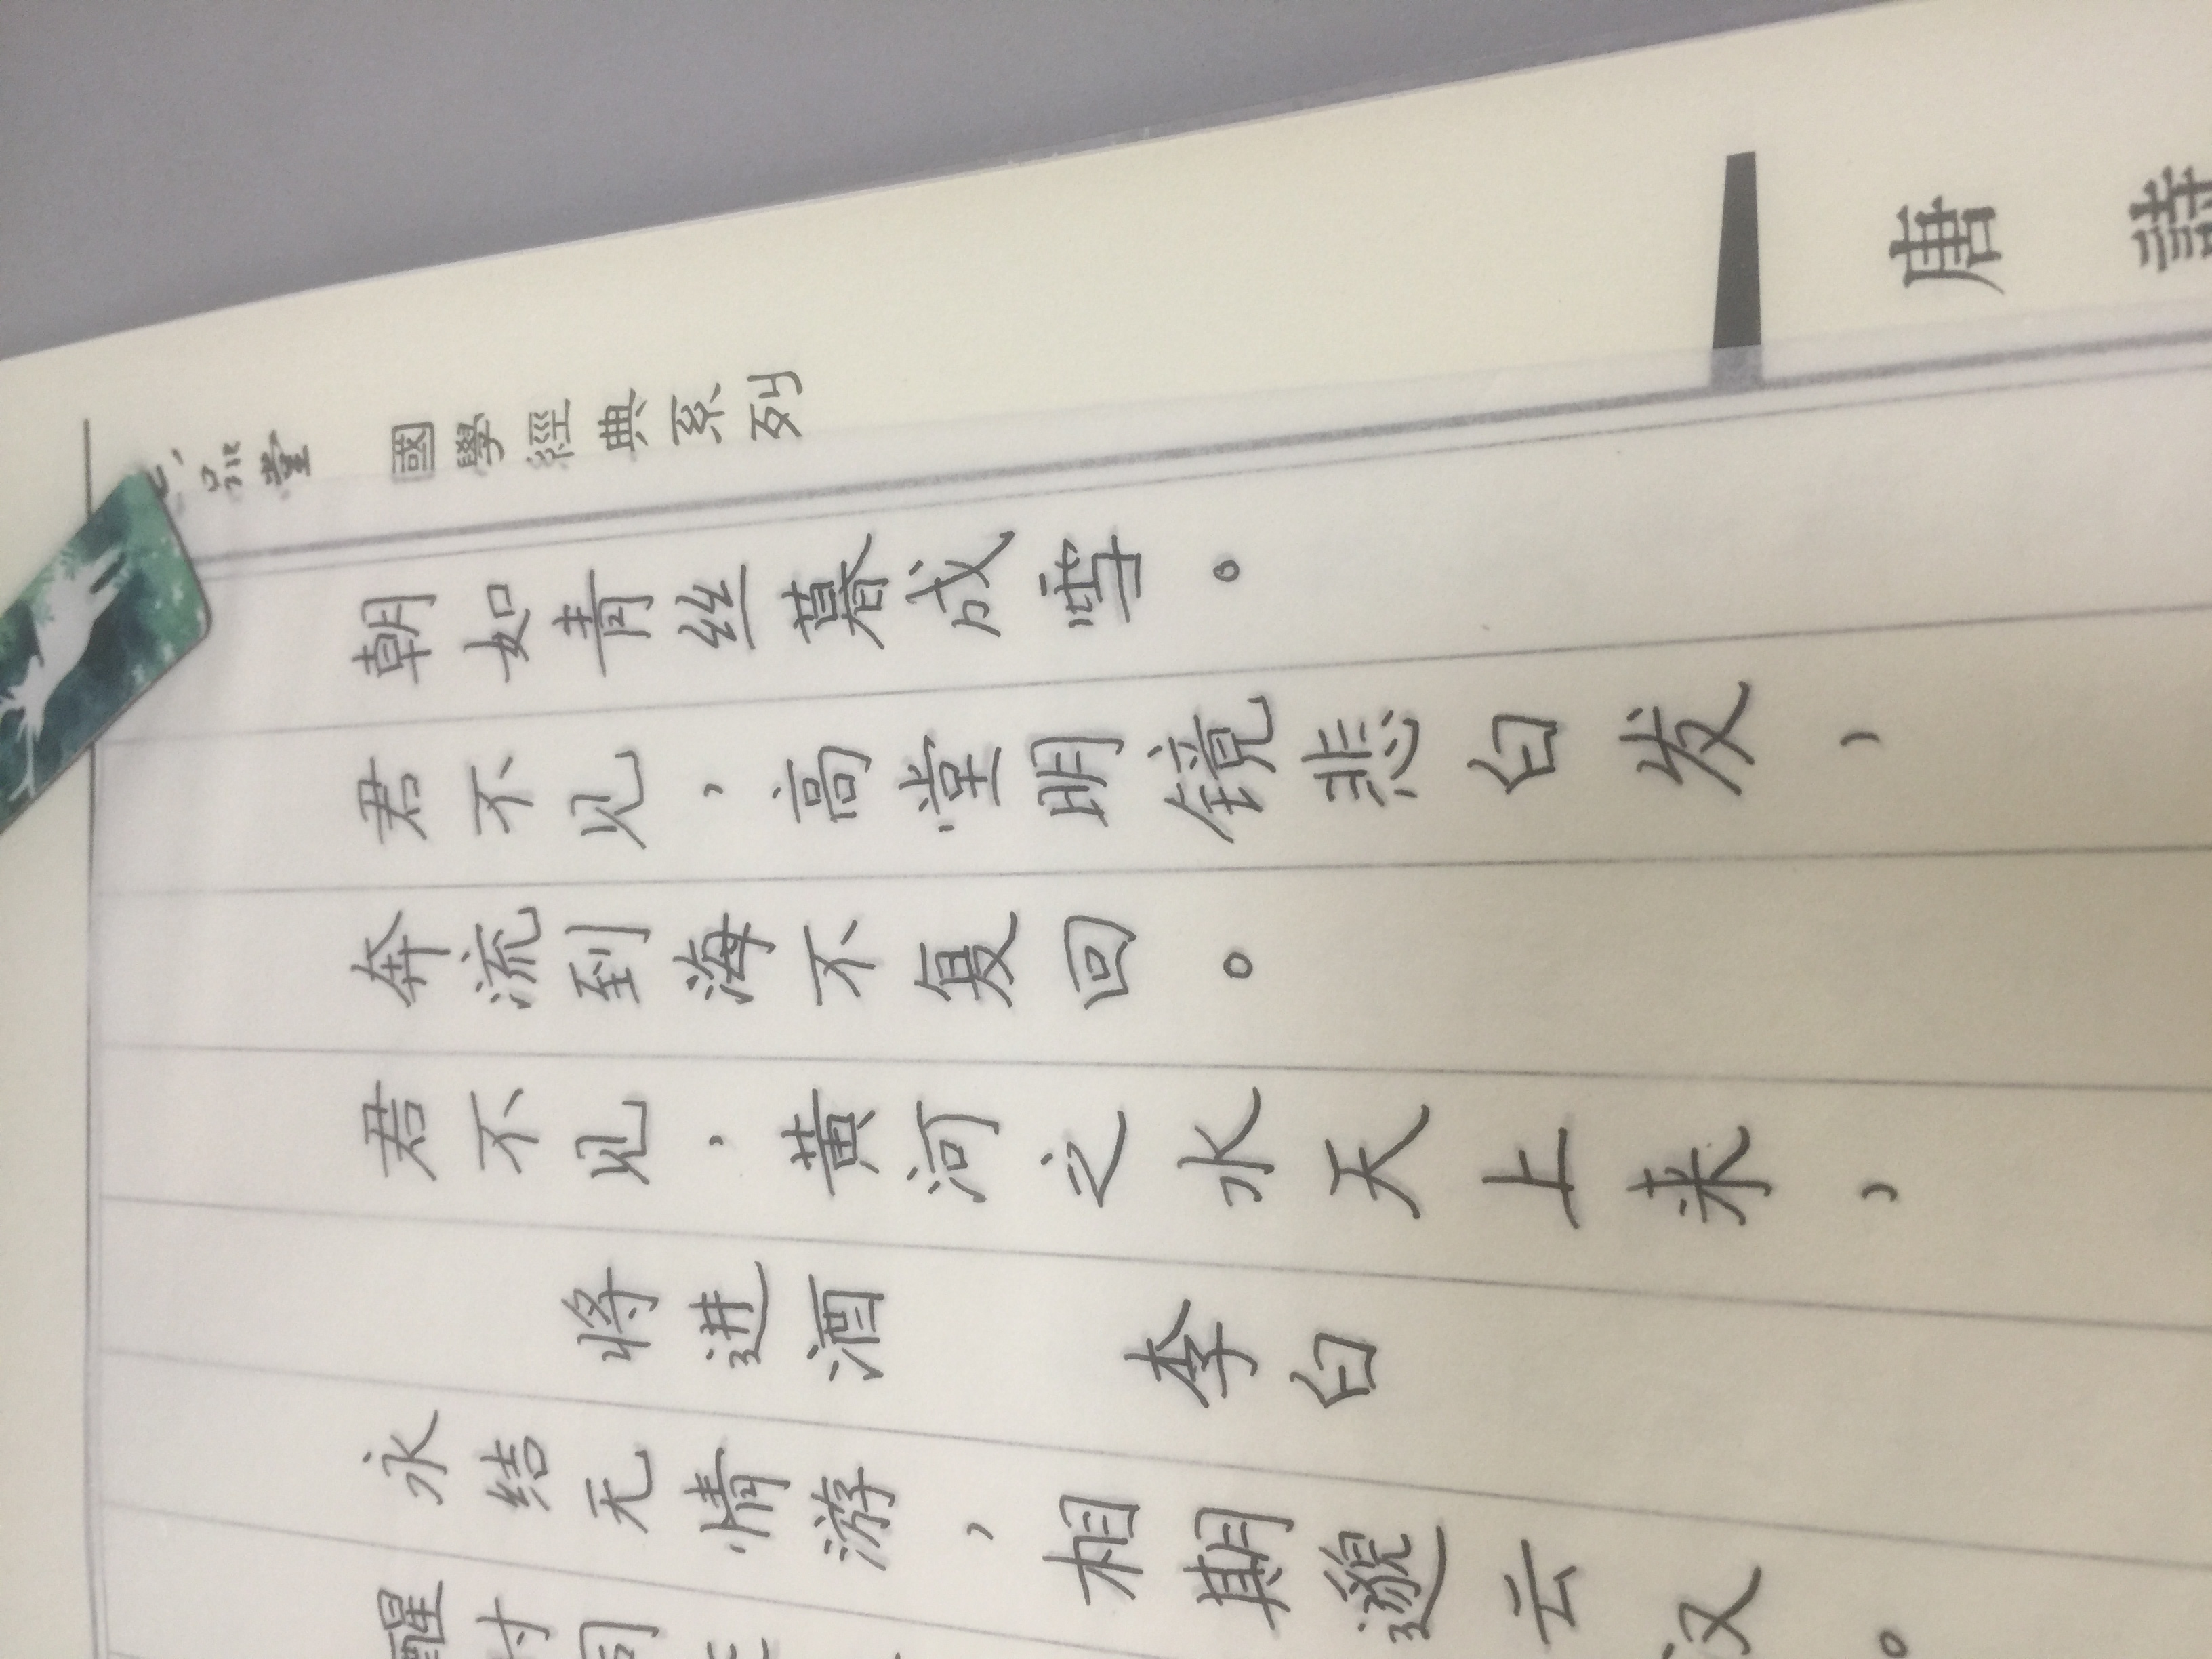 醒时同
永结无情游，相期邈云汉。
将进酒 李白
君不见，黄河之水天上来，
奔流到海不复回。
君不见，高堂明镜悲白发，
朝如青丝暮成雪。
品堂 國學經典系列
唐詩